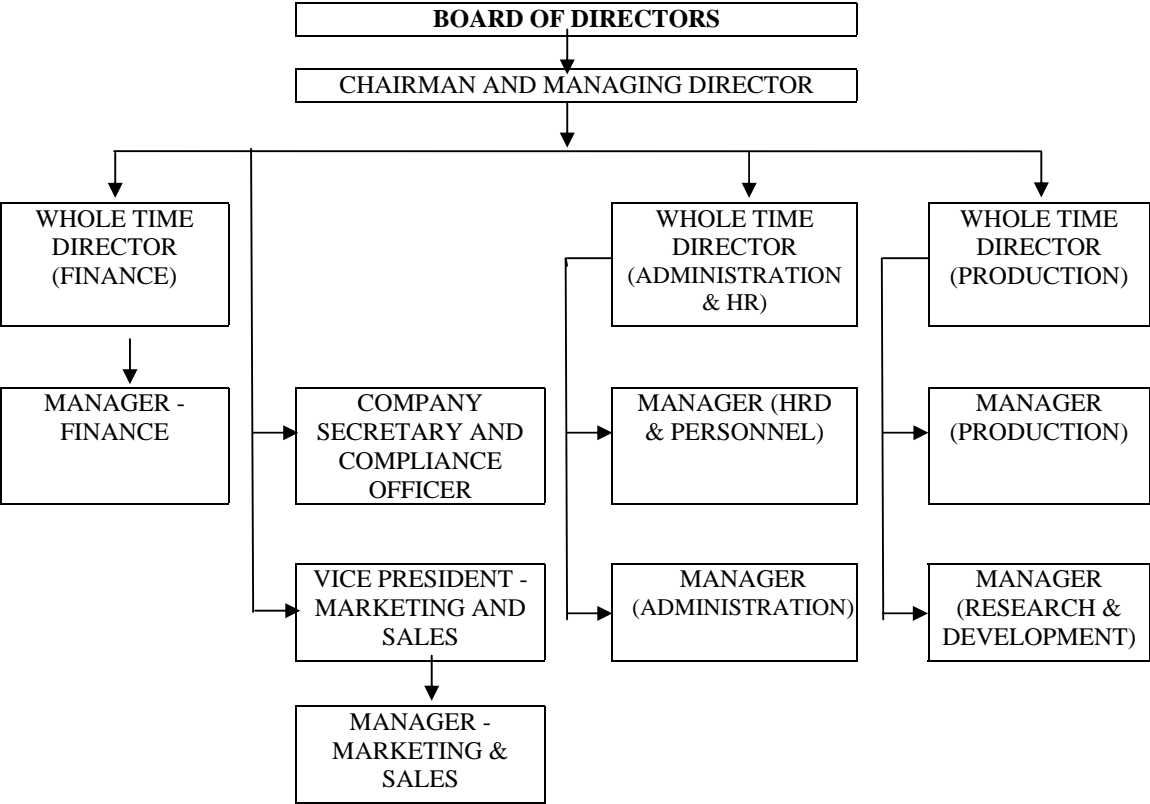 BOARD OF DIRECTORS
CHAIRMAN AND MANAGING DIRECTOR
WHOLE TIME
DIRECTOR
(FINANCE)
WHOLE TIME
DIRECTOR
(ADMINISTRATION
& HR)
WHOLE TIME
DIRECTOR
(PRODUCTION)
MANAGER -
FINANCE
COMPANY
SECRETARY AND
COMPLIANCE
OFFICER
MANAGER (HRD
& PERSONNEL)
MANAGER
(PRODUCTION)
VICE PRESIDENT -
MARKETING AND
SALES
MANAGER
(ADMINISTRATION)
MANAGER
(RESEARCH &
DEVELOPMENT)
MANAGER -
MARKETING &
SALES